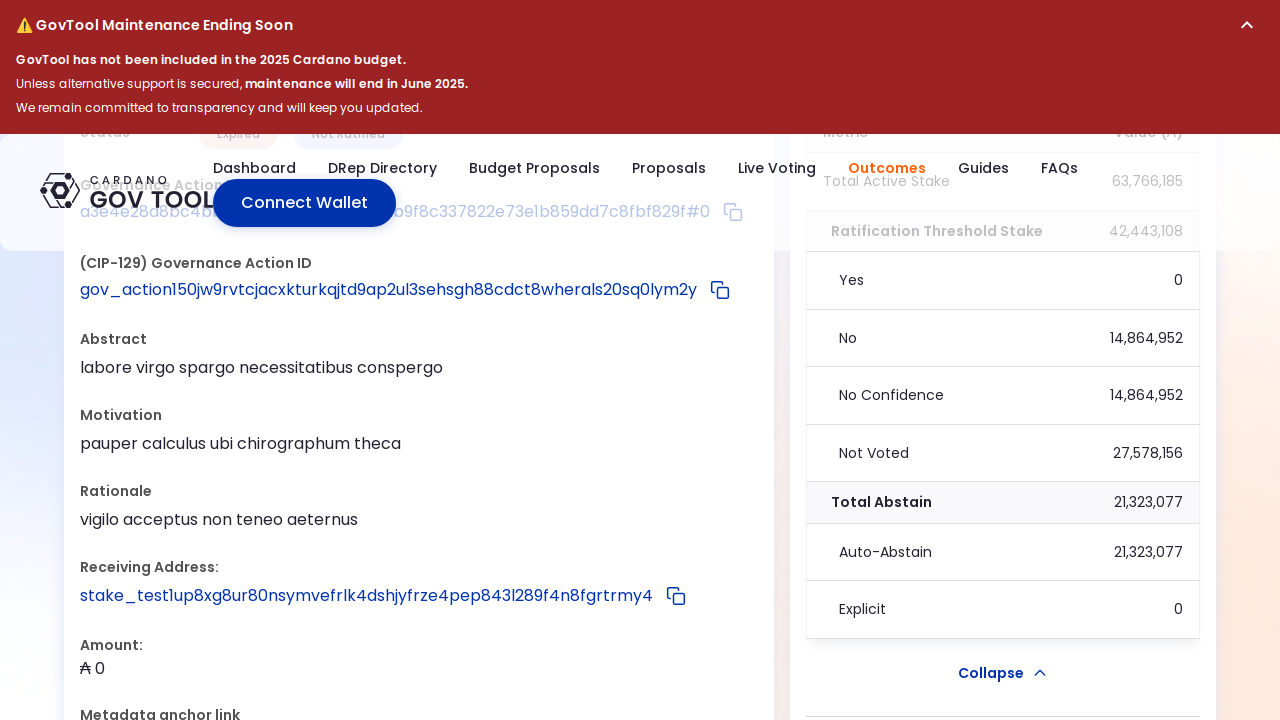 ⚠️ GovTool Maintenance Ending Soon
GovTool has not been included in the 2025 Cardano budget.
Unless alternative support is secured, maintenance will end in June 2025.
We remain committed to transparency and will keep you updated.
Status Expired Not Ratified
Metric Value (₳)
CARDANO
GOV TOOL
Dashboard DRep Directory Budget Proposals Proposals Live Voting Outcomes Guides FAQs
Connect Wallet
Governance Action
b9f8c337822e73e1b859dd7c8fbf829f#0
Total Active Stake 63,766,185
Ratification Threshold Stake 42,443,108
(CIP-129) Governance Action ID
gov_action150jw9rvtcjacxkturkqjtd9ap2ul3sehsgh88cdct8wherals20sq0lym2y
Abstract
labore virgo spargo necessitatibus conspergo
Motivation
pauper calculus ubi chirographum theca
Rationale
vigilo acceptus non teneo aeternus
Receiving Address:
stake_test1up8xg8ur80nsymvefrlk4dshjyfrze4pep843l289f4n8fgrtrmy4
Amount:
₳ 0
Metadata anchor link
Yes 0
No 14,864,952
No Confidence 14,864,952
Not Voted 27,578,156
Total Abstain 21,323,077
Auto-Abstain 21,323,077
Explicit 0
Collapse